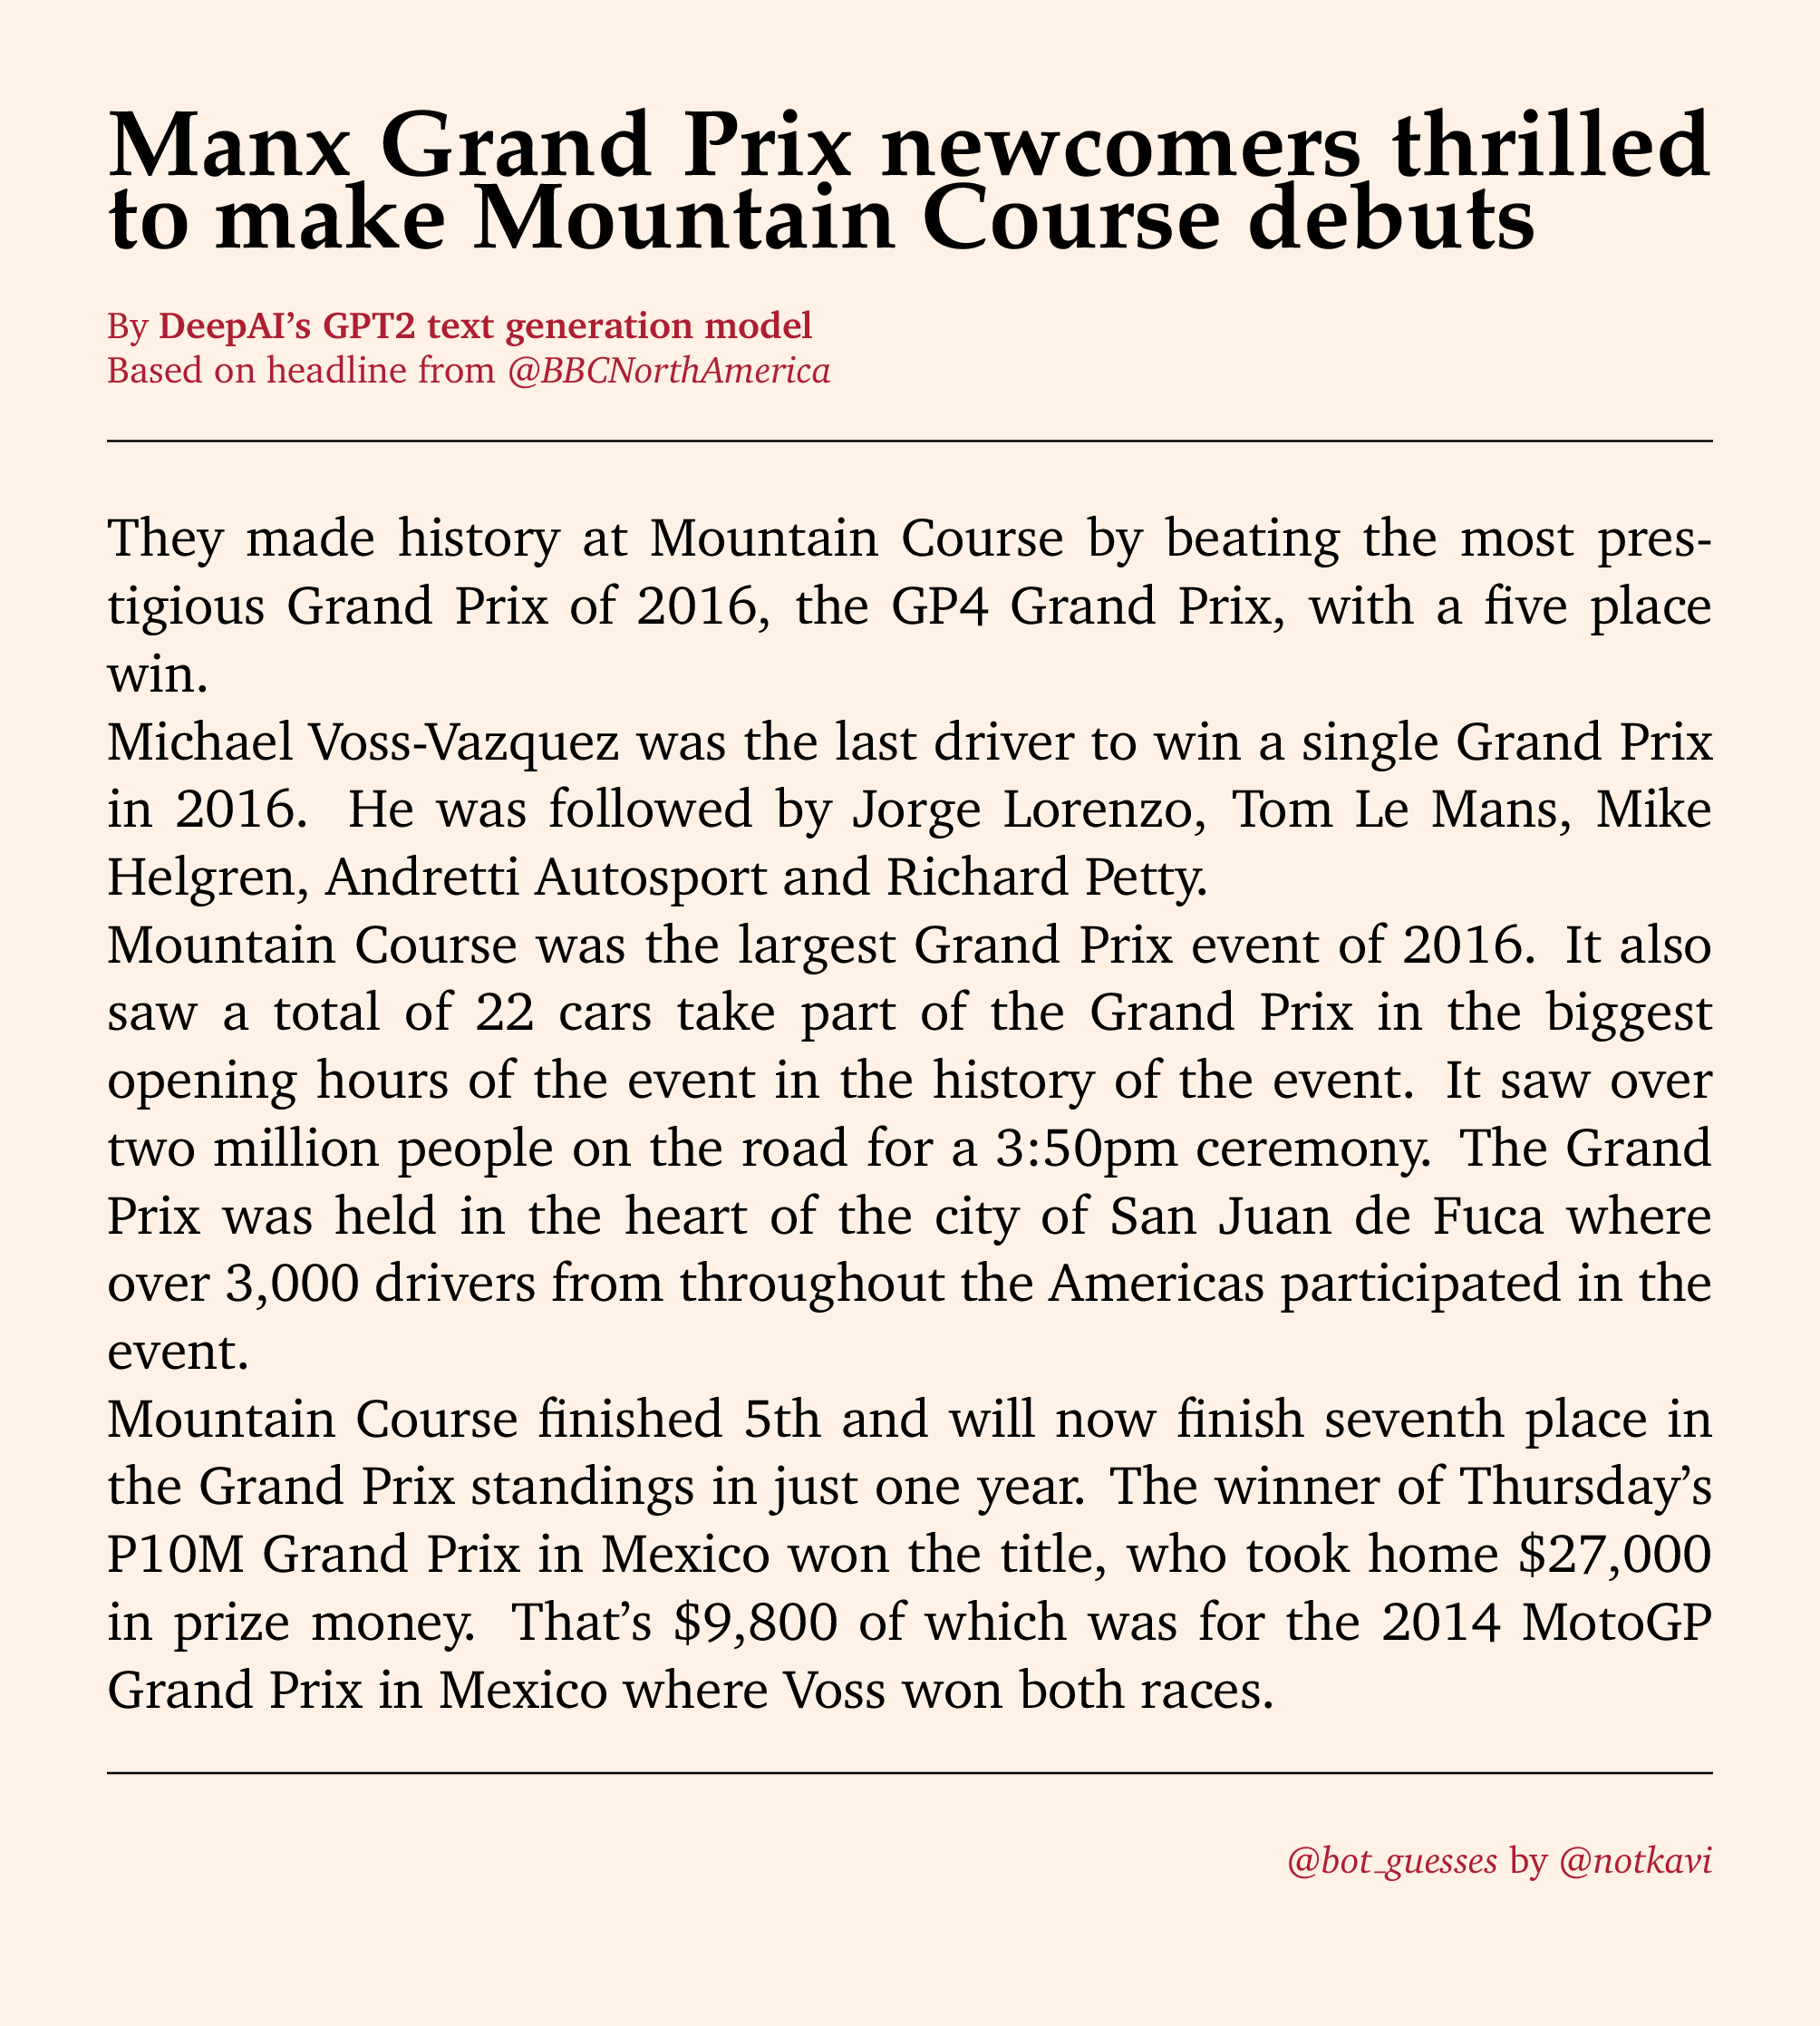 Manx Grand Prix newcomers thrilled
to make Mountain Course debuts
By DeepAI's GPT2 text generation model
Based on headline from @BBCNorthAmerica
They made history at Mountain Course by beating the most pres-
tigious Grand Prix of 2016, the GP4 Grand Prix, with a five place
win.
Michael Voss-Vazquez was the last driver to win a single Grand Prix
in 2016. He was followed by Jorge Lorenzo, Tom Le Mans, Mike
Helgren, Andretti Autosport and Richard Petty.
Mountain Course was the largest Grand Prix event of 2016. It also
saw a total of 22 cars take part of the Grand Prix in the biggest
opening hours of the event in the history of the event. It saw over
two million people on the road for a 3:50pm ceremony. The Grand
Prix was held in the heart of the city of San Juan de Fuca where
over 3,000 drivers from throughout the Americas participated in the
event.
Mountain Course finished 5th and will now finish seventh place in
the Grand Prix standings in just one year. The winner of Thursday's
P10M Grand Prix in Mexico won the title, who took home $27,000
in prize money. That's $9,800 of which was for the 2014 MotoGP
Grand Prix in Mexico where Voss won both races.
@bot_guesses by @notkavi